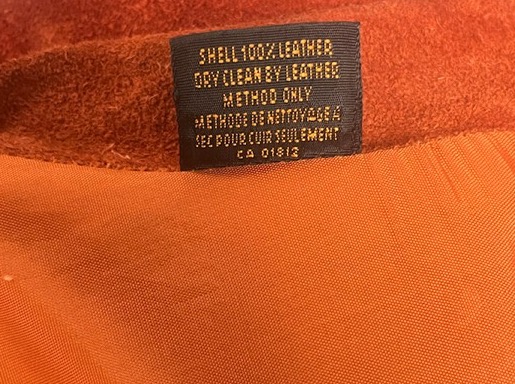 SHELL 100% LEATHER
DRY CLEAN BY LEATHER
METHOD ONLY
METHODE DE NETTOYAGE A
SEC POUR CUIR SEULEMENT
CA 01812